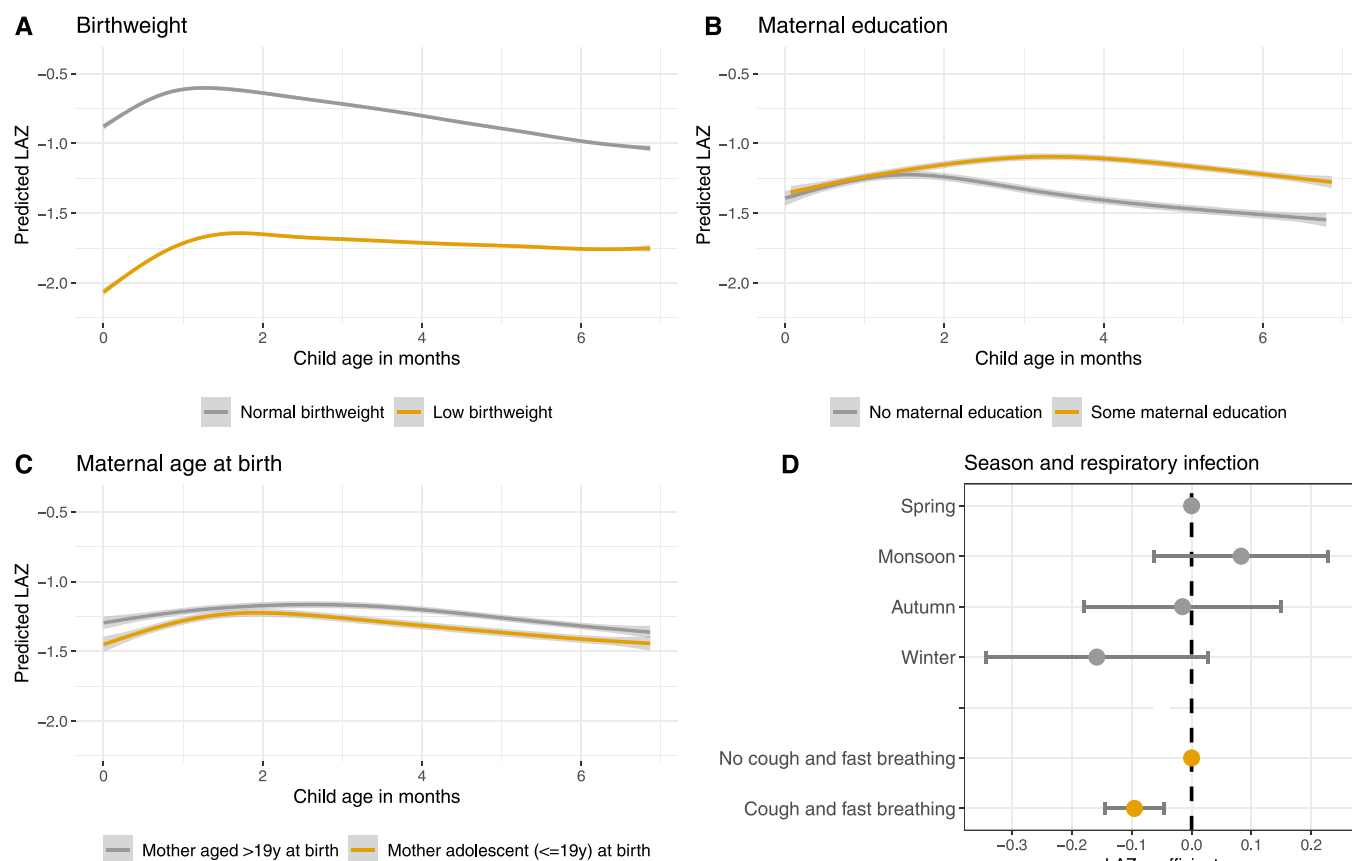 A Birthweight
−0.5
−1.0
−1.5
−2.0
Predicted LAZ
0 2 4 6
Child age in months
Normal birthweight Low birthweight
B Maternal education
−0.5
−1.0
−1.5
−2.0
Predicted LAZ
0 2 4 6
Child age in months
No maternal education Some maternal education
C Maternal age at birth
−0.5
−1.0
−1.5
−2.0
Predicted LAZ
0 2 4 6
Child age in months
Mother aged >19y at birth Mother adolescent (<=19y) at birth
D Season and respiratory infection
Spring
Monsoon
Autumn
Winter
No cough and fast breathing
Cough and fast breathing
−0.3 −0.2 −0.1 0.0 0.1 0.2